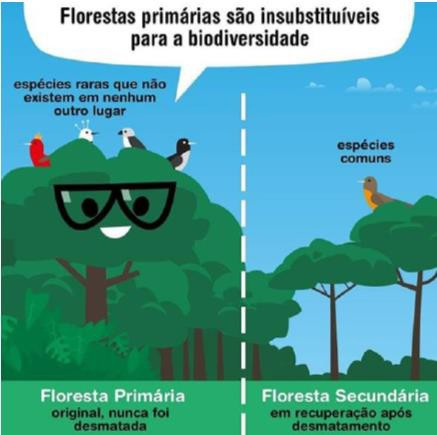 Florestas primárias são insubstituíveis
para a biodiversidade
espécies raras que não
existem em nenhum
outro lugar
espécies
comuns
Floresta Primária
original, nunca foi
desmatada
Floresta Secundária
em recuperação após
desmatamento